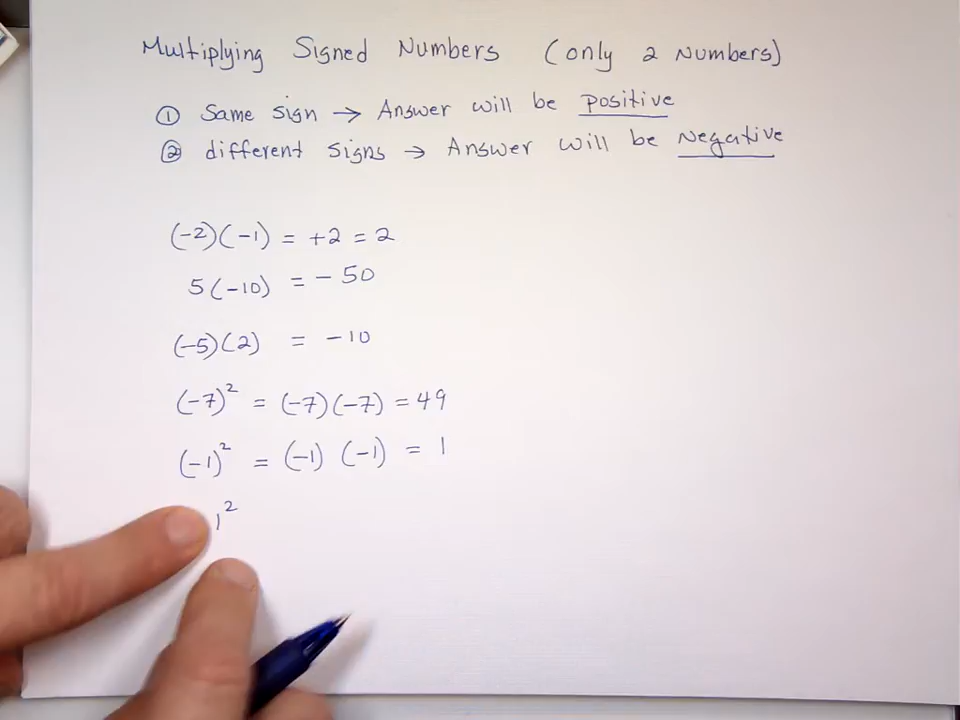 Multiplying Signed Numbers (only 2 Numbers)
① Same sign → Answer will be positive
② different signs → Answer will be Negative
(-2)(-1) = +2 = 2
5(-10) = -50
(-5)(2) = -10
(-7)² = (-7)(-7) = 49
(-1)² = (-1) (-1) = 1
1²